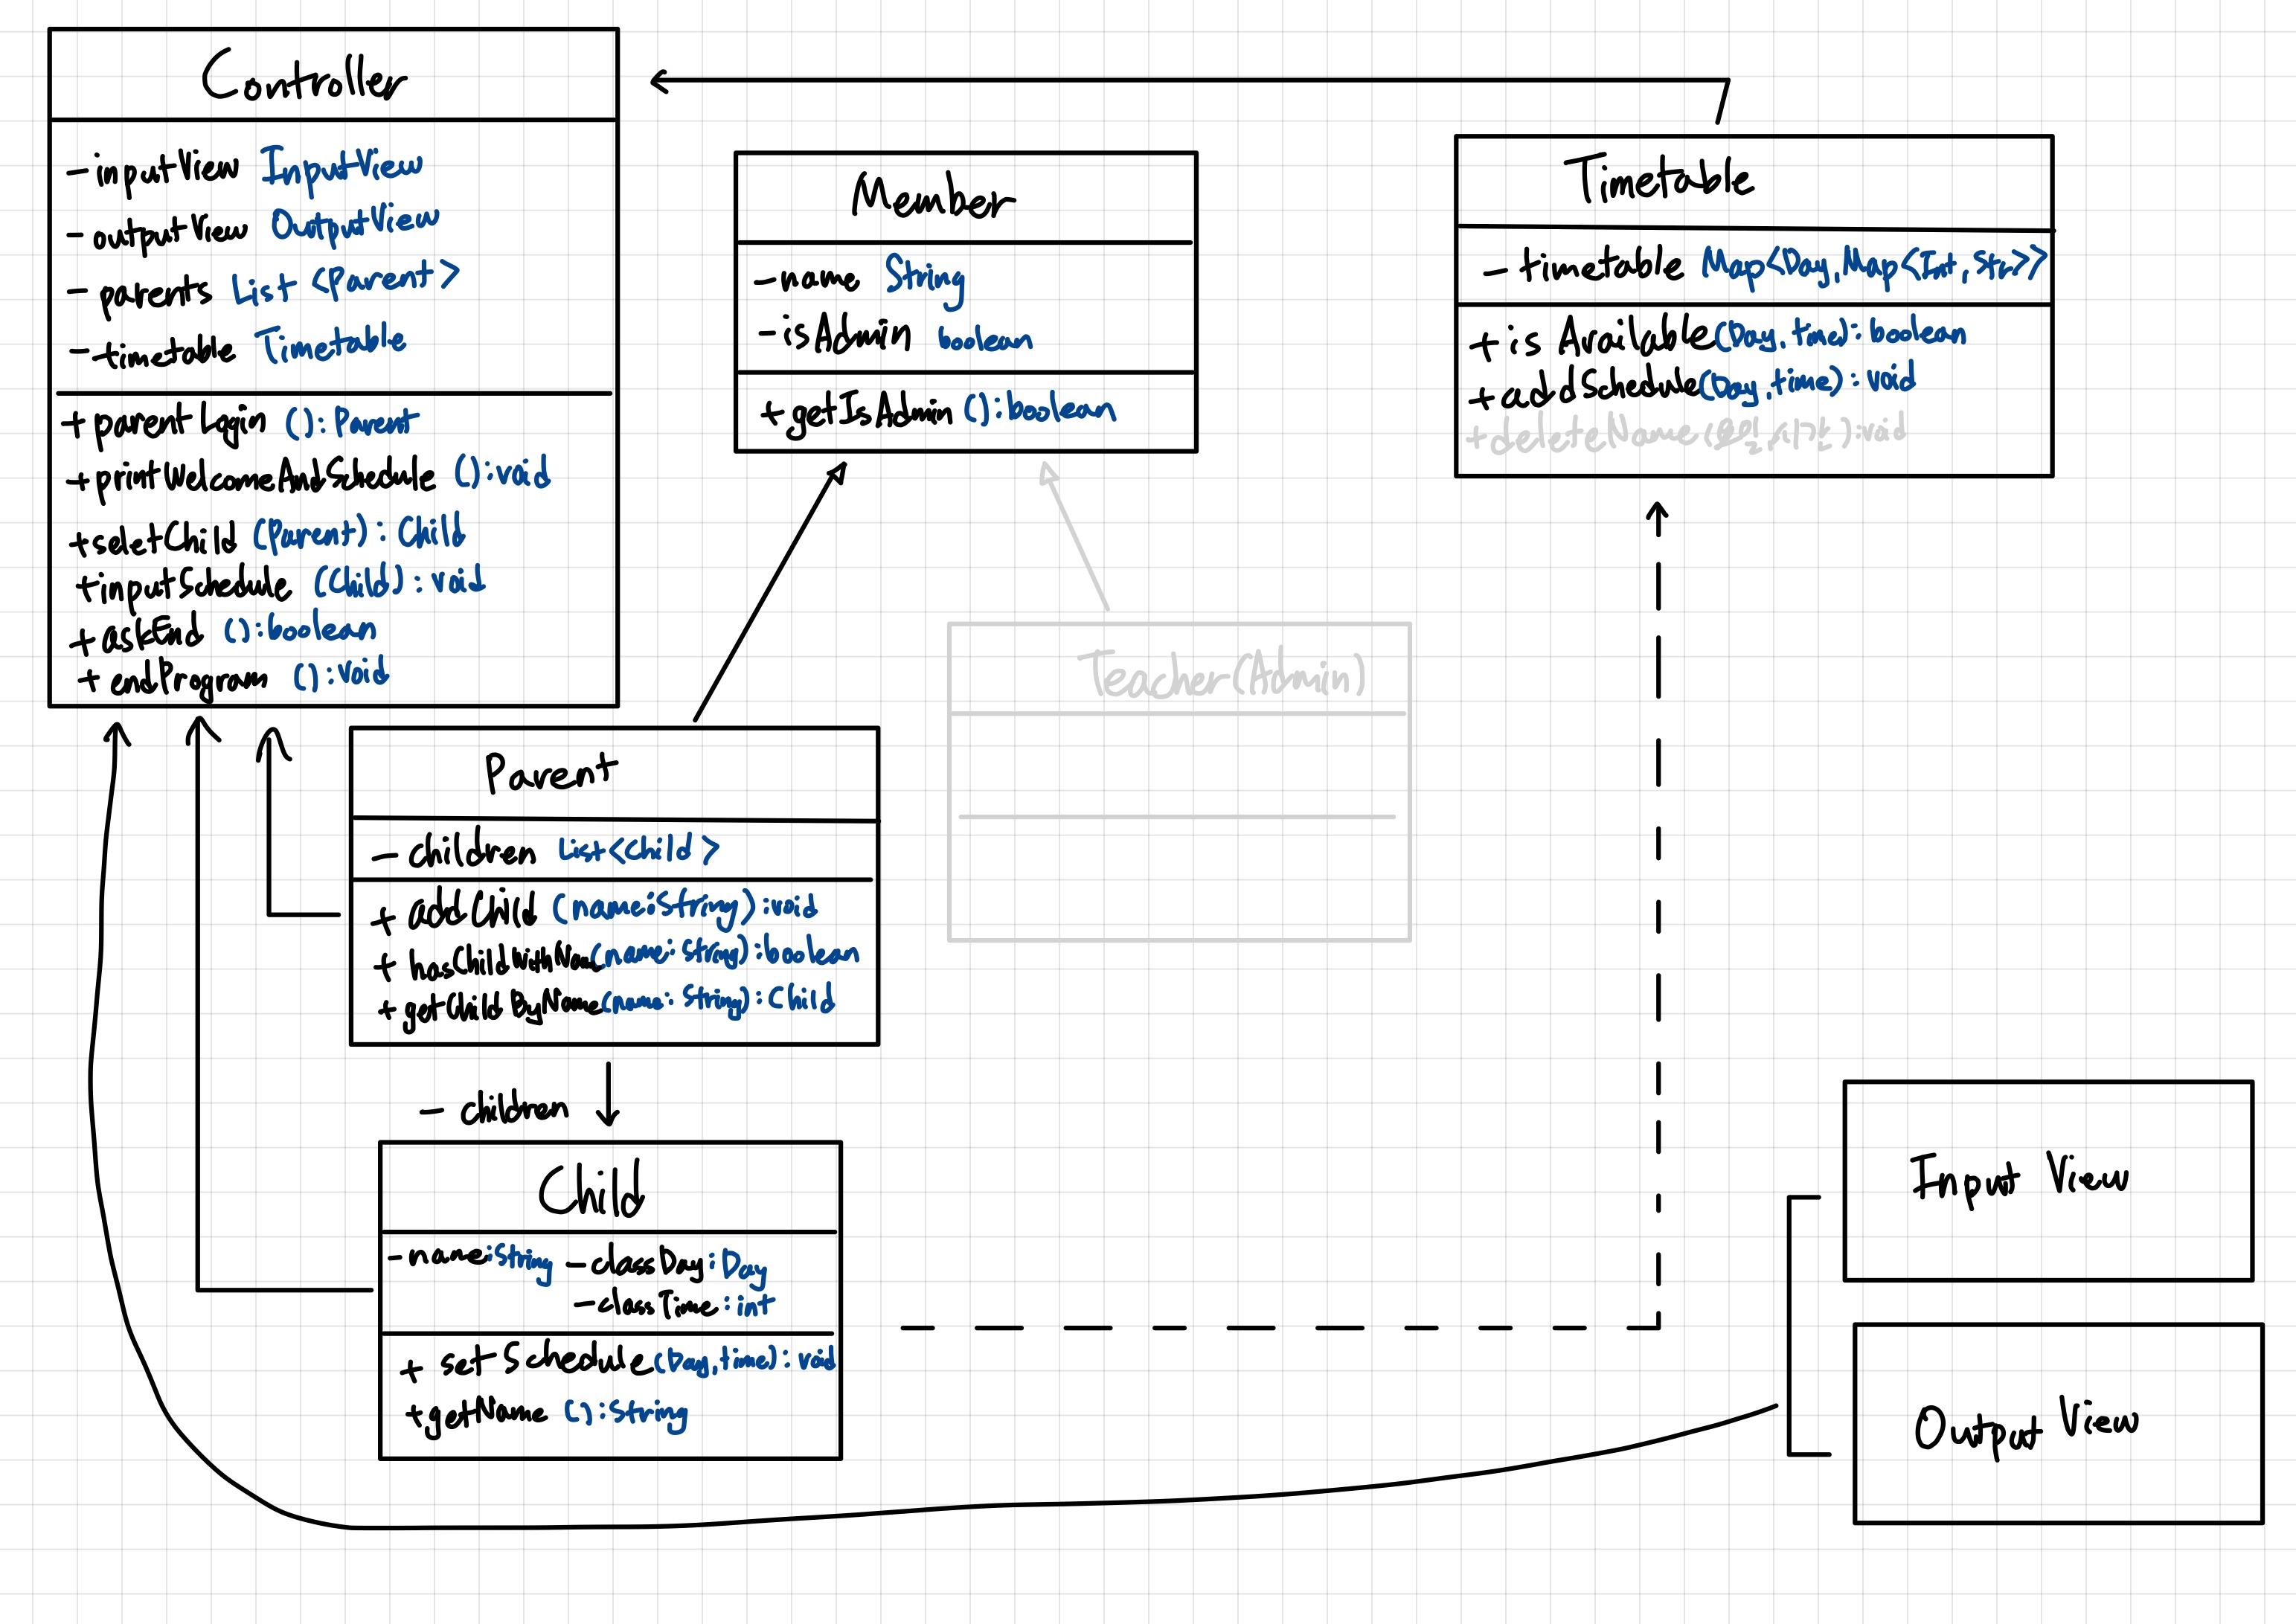 Controller
- inputView InputView
- outputView OutputView
- parents List <Parent>
- timetable Timetable
+ parentLogin (): Parent
+ printWelcomeAndSchedule (): void
+ seletChild (Parent): Child
+ inputSchedule (Child): void
+ askEnd (): boolean
+ endProgram (): void
Member
- name String
- isAdmin boolean
+ getIsAdmin (): boolean
Timetable
- timetable Map<Day, Map<Int, Str>>
+ is Available (Day, time): boolean
+ addSchedule (Day, time): void
+ deleteName (요일, 시간): void
Teacher (Admin)
Parent
- children List<Child>
+ addChild (name: String): void
+ hasChildWithName (name: String): boolean
+ getChildByName (name: String): Child
- children
Child
- name: String - classDay: Day
- classTime: int
+ setSchedule (Day, time): void
+ getName (): String
Input View
Output View